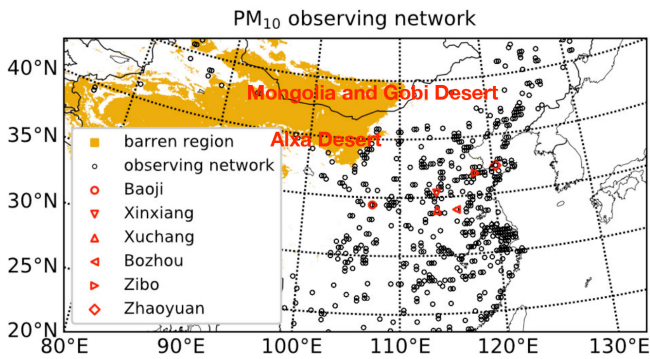 PM10 observing network
40°N
35°N
30°N
25°N
20°N
Mongolia and Gobi Desert
Alxa Desert
barren region
observing network
Baoji
Xinxiang
Xuchang
Bozhou
Zibo
Zhaoyuan
80°E 90°E 100°E 110°E 120°E 130°E